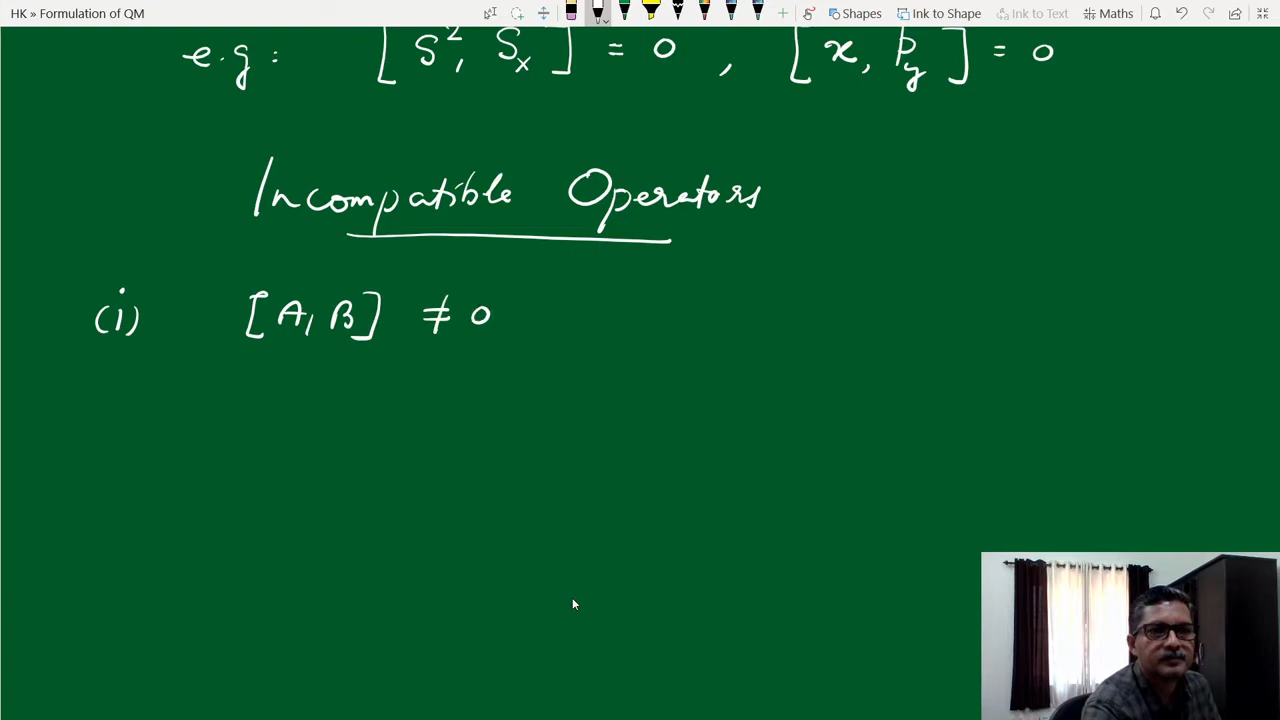 HK » Formulation of QM Shapes Ink to Shape Ink to Text Maths
e.g : [S², Sₓ] = 0 , [x, p_y] = 0
Incompatible Operators
(i) [A, B] ≠ 0